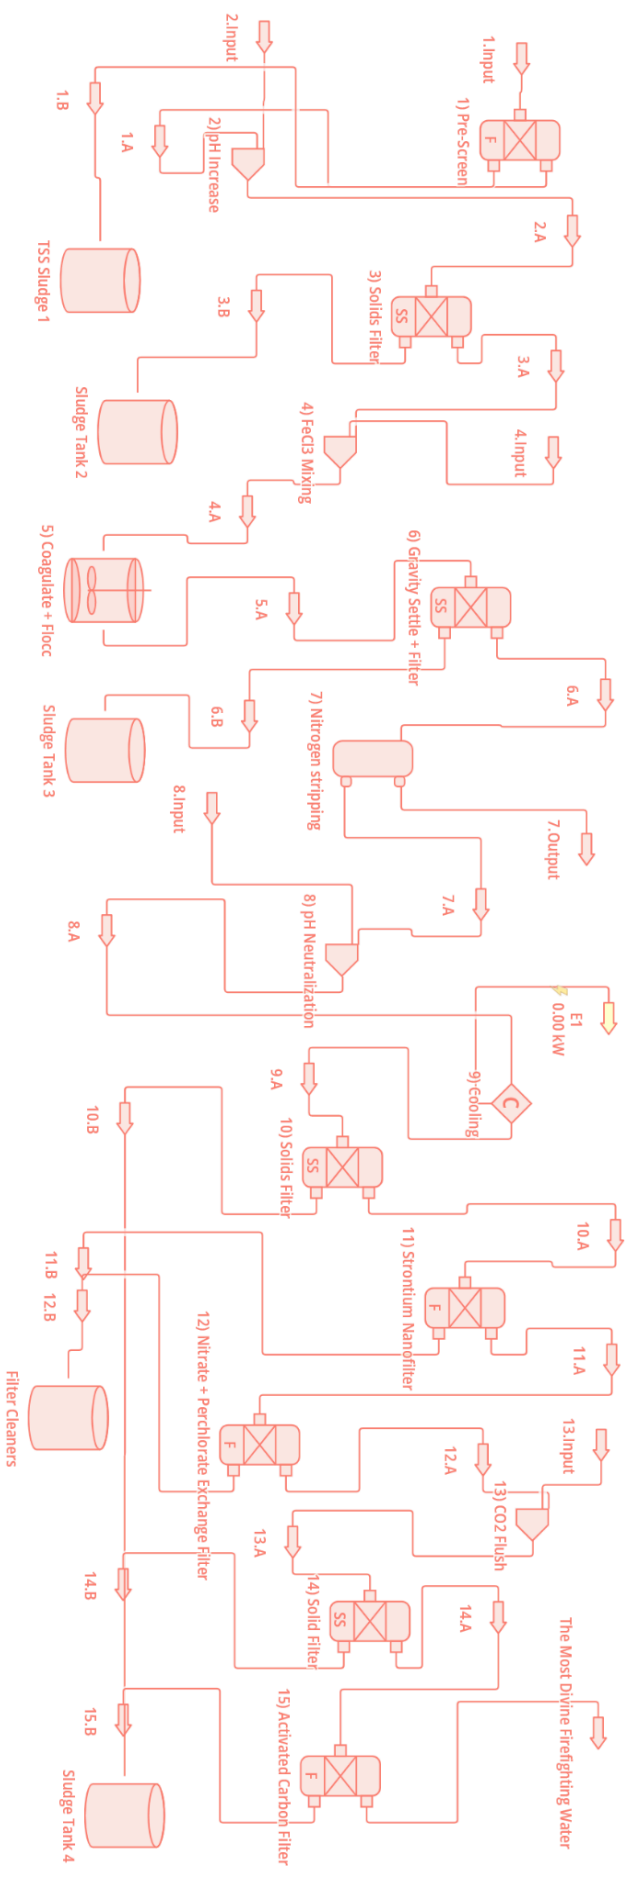 1.Input
2.Input
1) Pre-Screen
F
1.B
1.A
2) pH Increase
TSS Sludge 1
2.A
3) Solids Filter
SS
3.B
3.A
Sludge Tank 2
4.Input
4) FeCl3 Mixing
4.A
5) Coagulate + Flocc
5.A
6) Gravity Settle + Filter
SS
6.A
6.B
Sludge Tank 3
7) Nitrogen stripping
7.Output
7.A
8.Input
8) pH Neutralization
8.A
E1
0.00 kW
9) Cooling
C
9.A
10) Solids Filter
SS
10.B
10.A
11) Strontium Nanofilter
F
11.B
11.A
12.B
Filter Cleaners
12) Nitrate + Perchlorate Exchange Filter
F
12.A
13.Input
13) CO2 Flush
13.A
14) Solid Filter
SS
14.B
14.A
15) Activated Carbon Filter
F
15.B
Sludge Tank 4
The Most Divine Firefighting Water